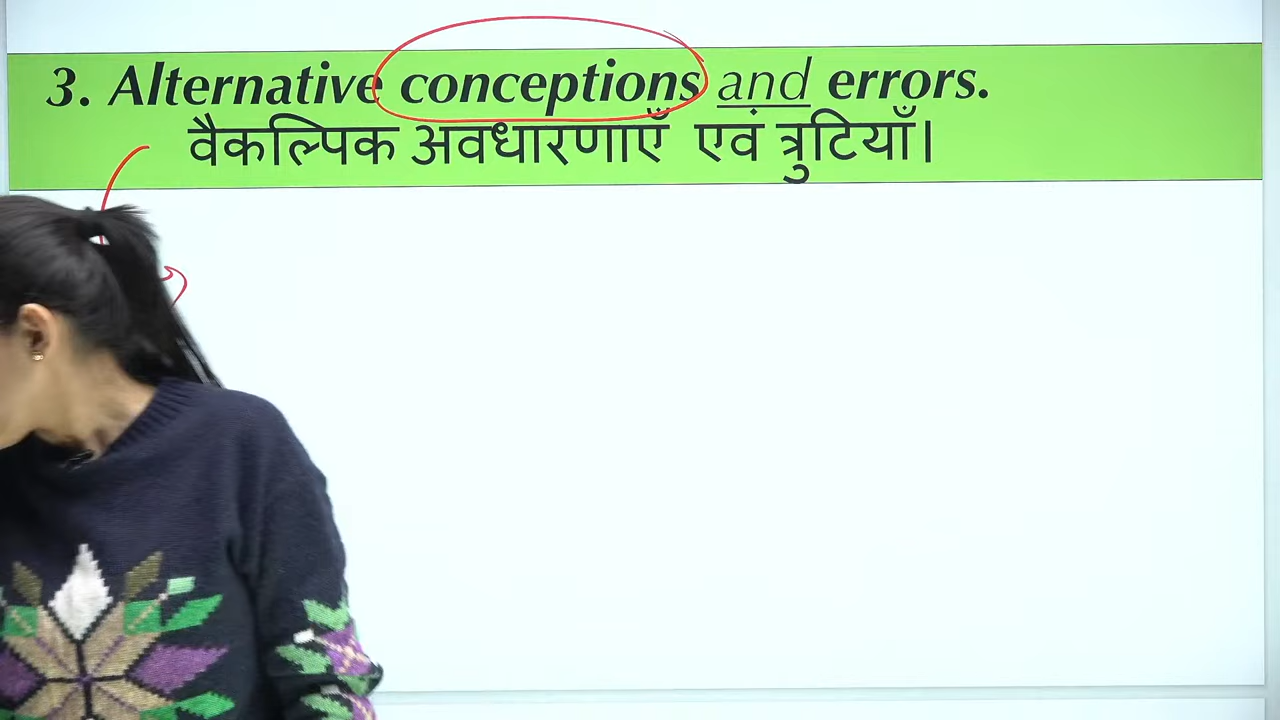 3. Alternative conceptions and errors.
वैकल्पिक अवधारणाएँ एवं त्रुटियाँ।